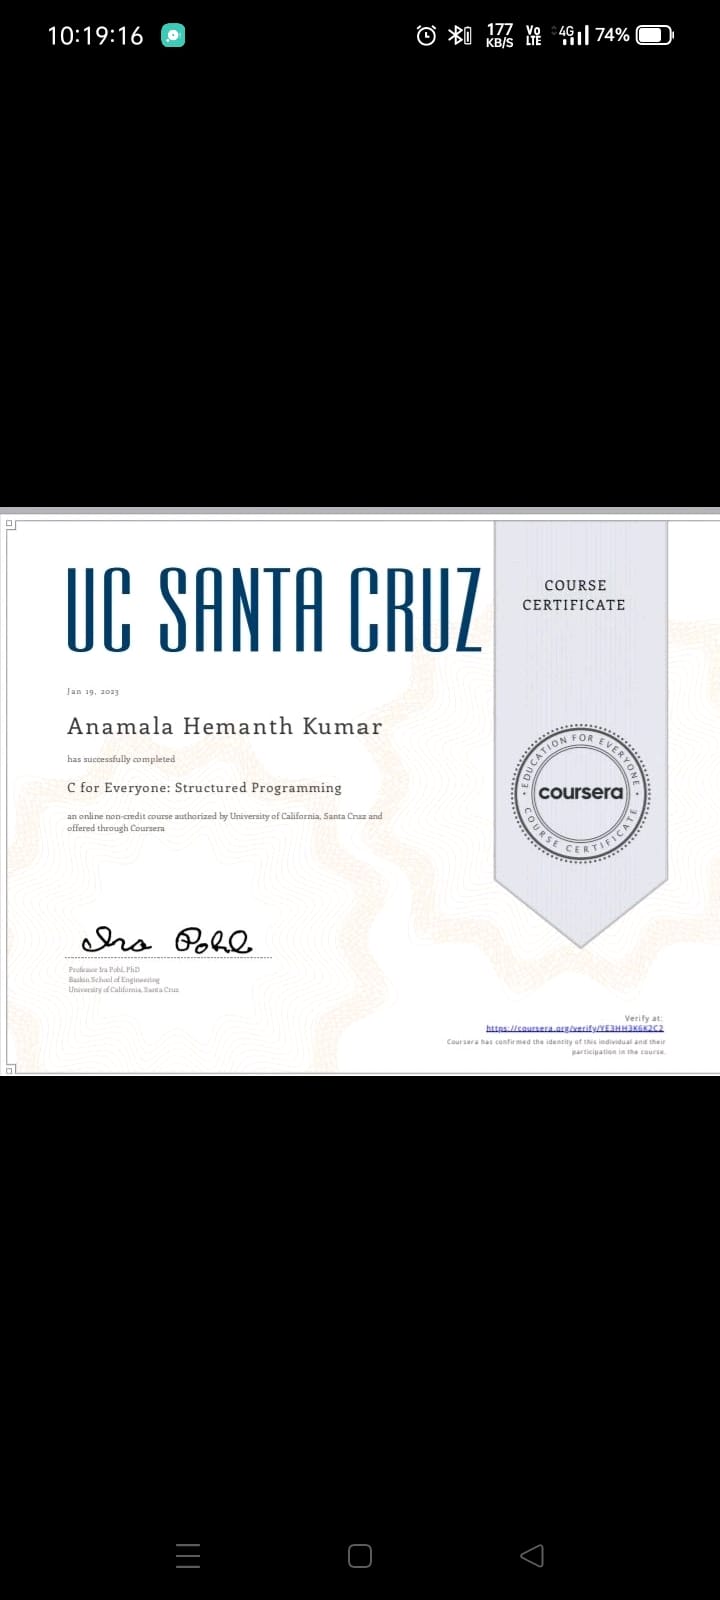 10:19:16
177
KB/S
Vo
LTE
4G
74%
UC SANTA CRUZ
COURSE
CERTIFICATE
Jan 19, 2023
Anamala Hemanth Kumar
has successfully completed
C for Everyone: Structured Programming
an online non-credit course authorized by University of California, Santa Cruz and
offered through Coursera
EDUCATION FOR EVERYONE
coursera
COURSE CERTIFICATE
Ira Pohl
Professor Ira Pohl, PhD
Baskin School of Engineering
University of California, Santa Cruz
Verify at:
https://coursera.org/verify/YE3HH3K6K2C2
Coursera has confirmed the identity of this individual and their
participation in the course.